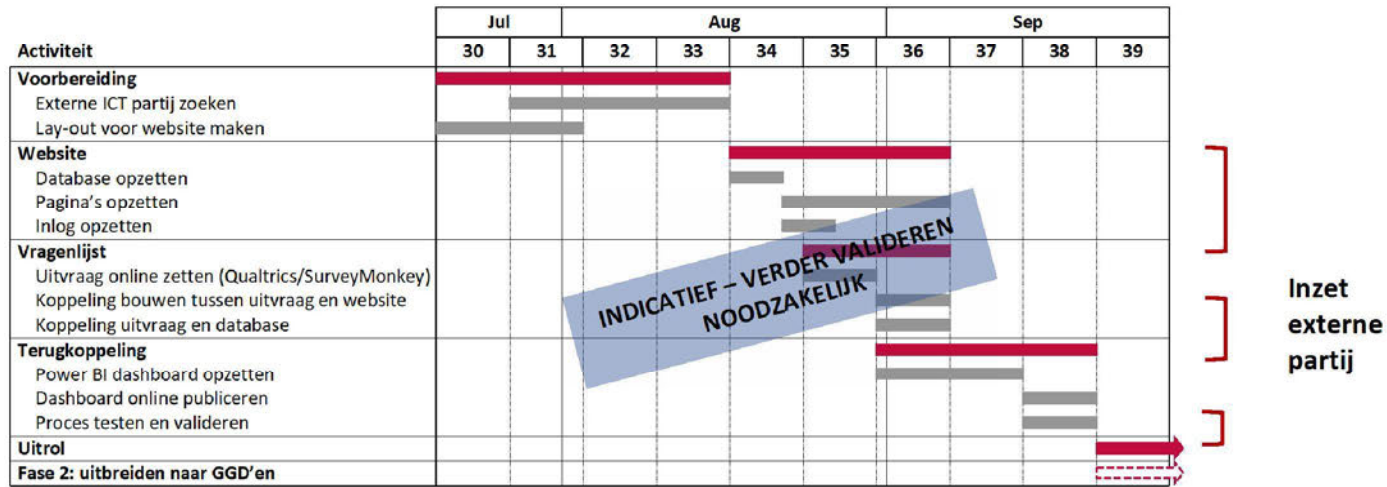 Jul Aug Sep
Activiteit 30 31 32 33 34 35 36 37 38 39
Voorbereiding
Externe ICT partij zoeken
Lay-out voor website maken
Website
Database opzetten
Pagina's opzetten
Inlog opzetten
Vragenlijst
Uitvraag online zetten (Qualtrics/SurveyMonkey)
Koppeling bouwen tussen uitvraag en website
Koppeling uitvraag en database
Terugkoppeling
Power BI dashboard opzetten
Dashboard online publiceren
Proces testen en valideren
Uitrol
Fase 2: uitbreiden naar GGD'en
INDICATIEF – VERDER VALIDEREN
NOODZAKELIJK
Inzet
externe
partij